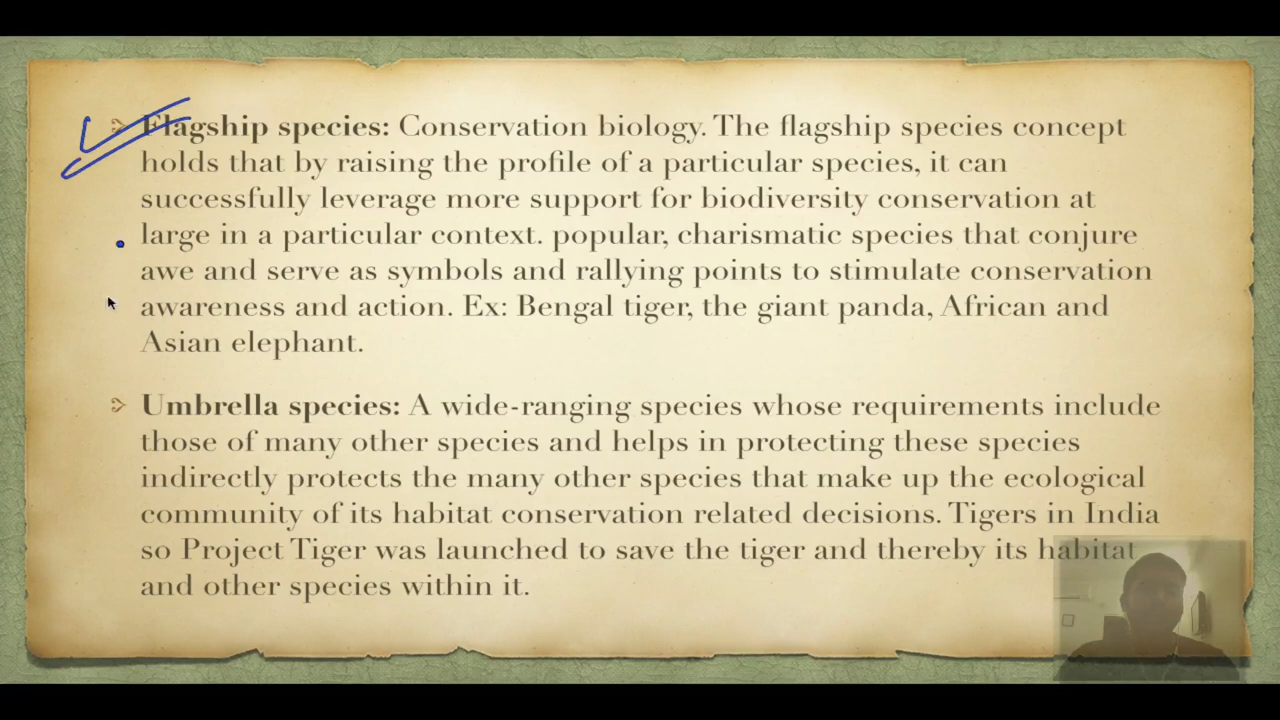 Flagship species: Conservation biology. The flagship species concept
holds that by raising the profile of a particular species, it can
successfully leverage more support for biodiversity conservation at
large in a particular context. popular, charismatic species that conjure
awe and serve as symbols and rallying points to stimulate conservation
awareness and action. Ex: Bengal tiger, the giant panda, African and
Asian elephant.
Umbrella species: A wide-ranging species whose requirements include
those of many other species and helps in protecting these species
indirectly protects the many other species that make up the ecological
community of its habitat conservation related decisions. Tigers in India
so Project Tiger was launched to save the tiger and thereby its habitat
and other species within it.